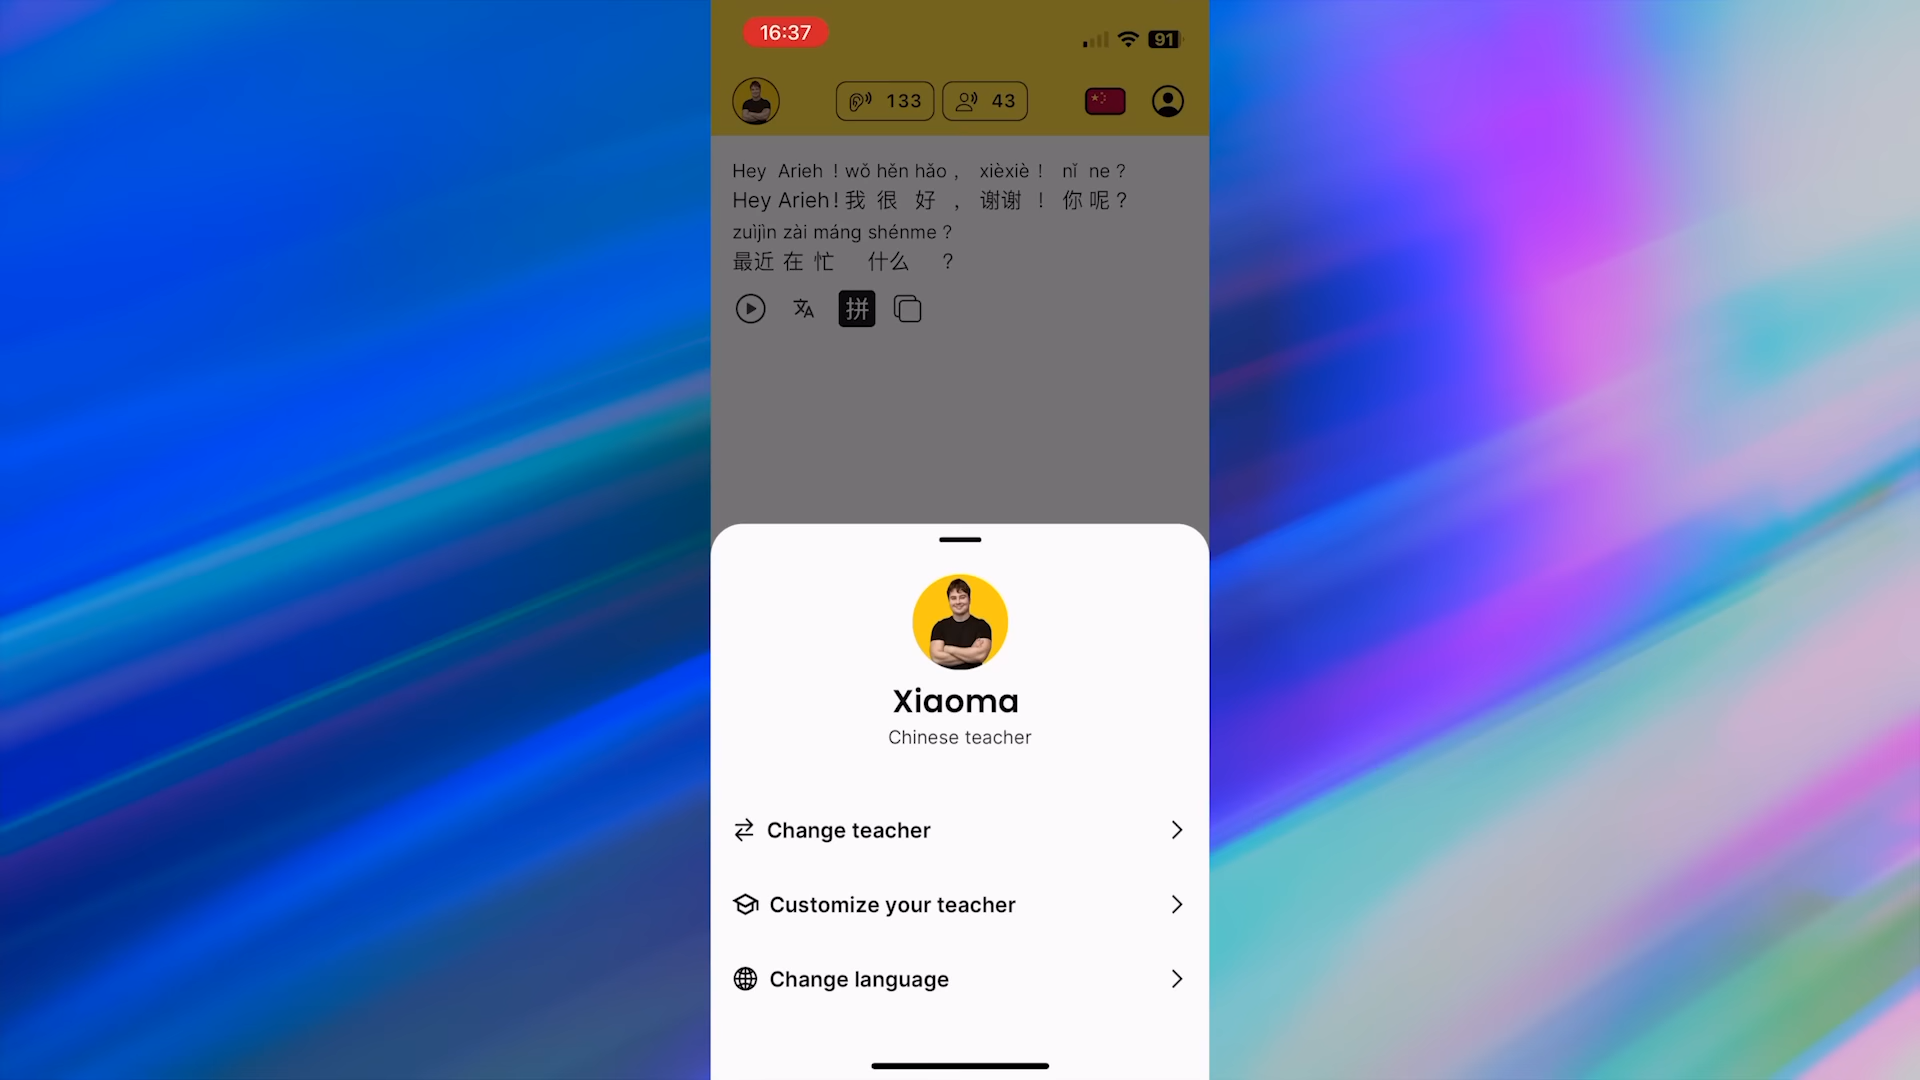 16:37
91
133
43
Hey Arieh ! wǒ hěn hǎo , xièxiè ! nǐ ne ?
Hey Arieh! 我 很 好 , 谢谢 ! 你 呢 ?
zuìjìn zài máng shénme ?
最近 在 忙 什么 ?
文A
拼
Xiaoma
Chinese teacher
Change teacher
Customize your teacher
Change language